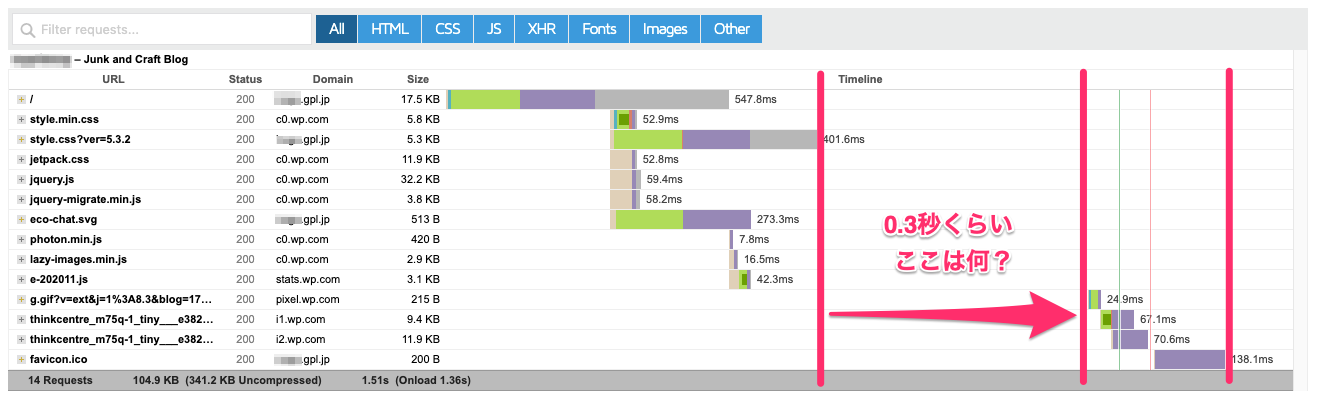 Filter requests...
All HTML CSS JS XHR Fonts Images Other
– Junk and Craft Blog
URL Status Domain Size Timeline
/ 200 .gpl.jp 17.5 KB 547.8ms
style.min.css 200 c0.wp.com 5.8 KB 52.9ms
style.css?ver=5.3.2 200 .gpl.jp 5.3 KB 401.6ms
jetpack.css 200 c0.wp.com 11.9 KB 52.8ms
jquery.js 200 c0.wp.com 32.2 KB 59.4ms
jquery-migrate.min.js 200 c0.wp.com 3.8 KB 58.2ms
eco-chat.svg 200 .gpl.jp 513 B 273.3ms
photon.min.js 200 c0.wp.com 420 B 7.8ms
lazy-images.min.js 200 c0.wp.com 2.9 KB 16.5ms
e-202011.js 200 stats.wp.com 3.1 KB 42.3ms
g.gif?v=ext&j=1%3A8.3&blog=17... 200 pixel.wp.com 215 B 24.9ms
thinkcentre_m75q-1_tiny___e382... 200 i1.wp.com 9.4 KB 67.1ms
thinkcentre_m75q-1_tiny___e382... 200 i2.wp.com 11.9 KB 70.6ms
favicon.ico 200 .gpl.jp 200 B 138.1ms
14 Requests 104.9 KB (341.2 KB Uncompressed) 1.51s (Onload 1.36s)
0.3秒くらい
ここは何？